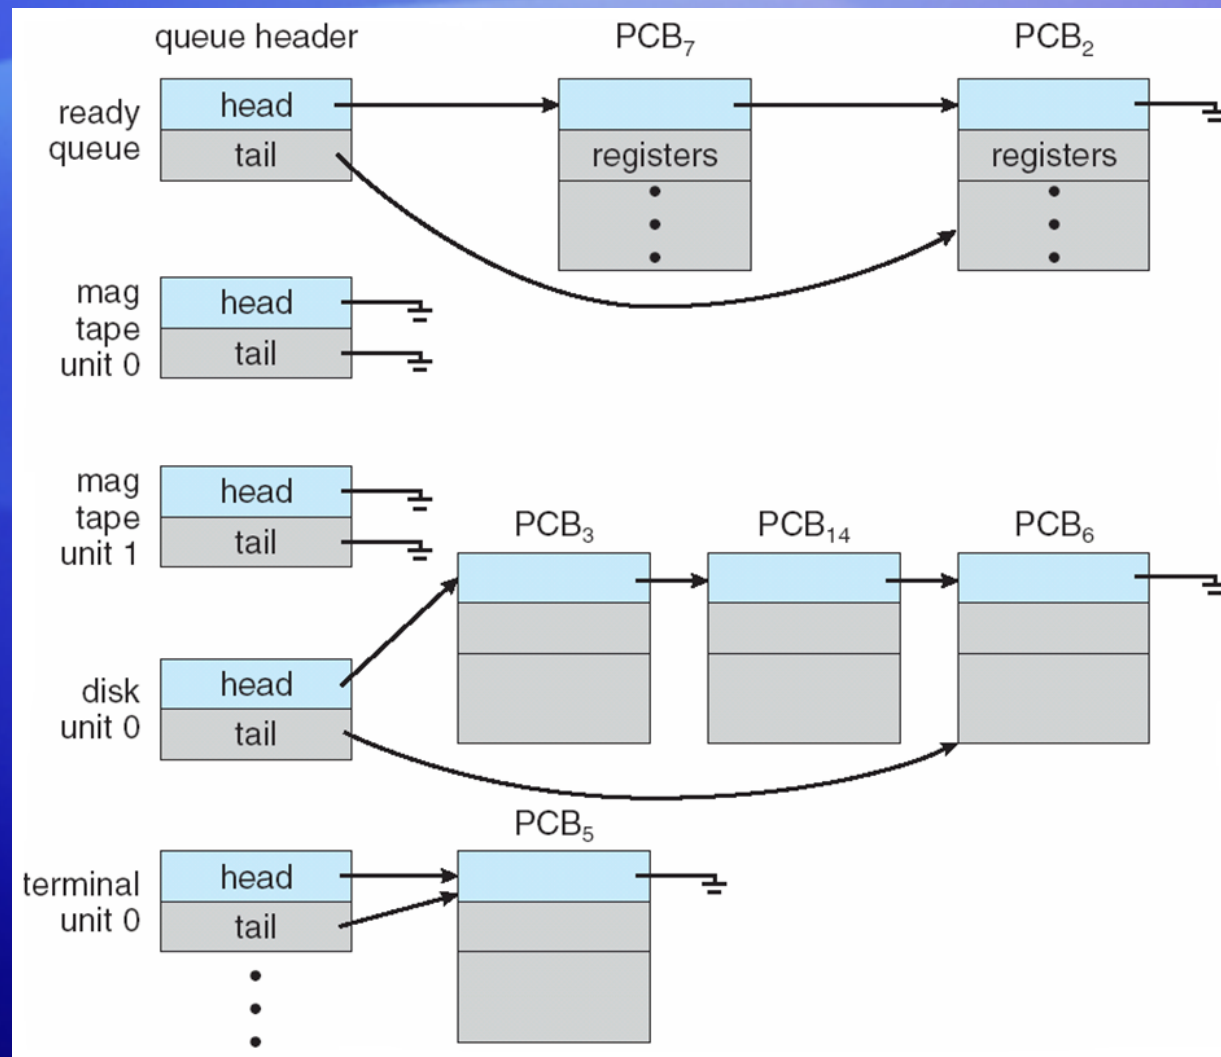 queue header
PCB₇
PCB₂
ready
queue
head
tail
registers
registers
mag
tape
unit 0
head
tail
mag
tape
unit 1
head
tail
PCB₃
PCB₁₄
PCB₆
disk
unit 0
head
tail
PCB₅
terminal
unit 0
head
tail